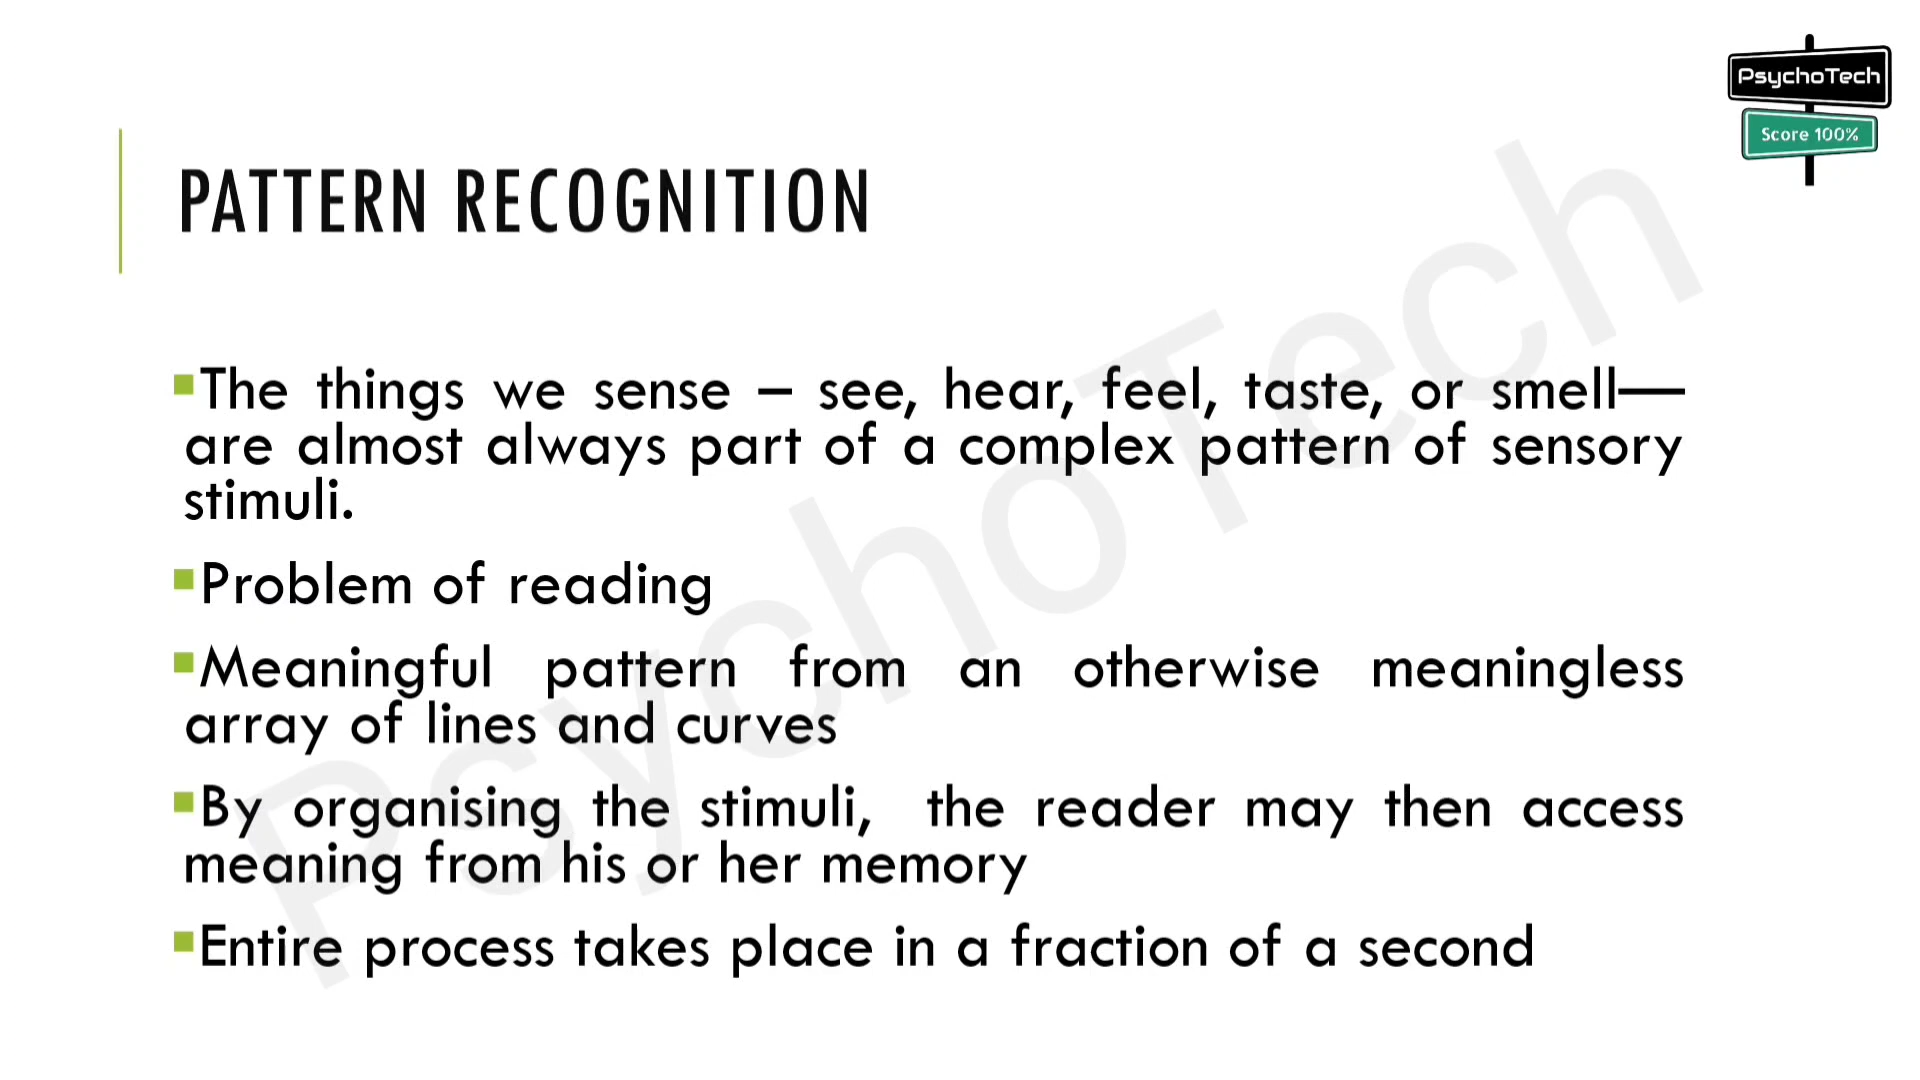 PsychoTech
Score 100%
PATTERN RECOGNITION
▪The things we sense – see, hear, feel, taste, or smell—
are almost always part of a complex pattern of sensory
stimuli.
▪Problem of reading
▪Meaningful pattern from an otherwise meaningless
array of lines and curves
▪By organising the stimuli,  the reader may then access
meaning from his or her memory
▪Entire process takes place in a fraction of a second
PsychoTech